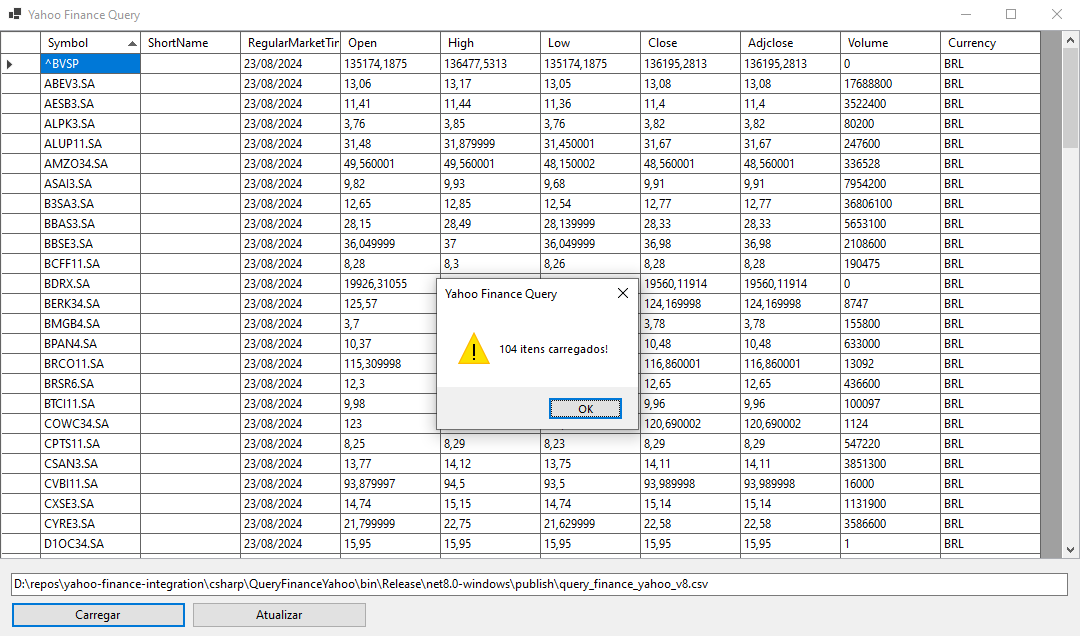 Yahoo Finance Query
Symbol ShortName RegularMarketTin Open High Low Close Adjclose Volume Currency
^BVSP 23/08/2024 135174,1875 136477,5313 135174,1875 136195,2813 136195,2813 0 BRL
ABEV3.SA 23/08/2024 13,06 13,17 13,05 13,08 13,08 17688800 BRL
AESB3.SA 23/08/2024 11,41 11,44 11,36 11,4 11,4 3522400 BRL
ALPK3.SA 23/08/2024 3,76 3,85 3,76 3,82 3,82 80200 BRL
ALUP11.SA 23/08/2024 31,48 31,879999 31,450001 31,67 31,67 247600 BRL
AMZO34.SA 23/08/2024 49,560001 49,560001 48,150002 48,560001 48,560001 336528 BRL
ASAI3.SA 23/08/2024 9,82 9,93 9,68 9,91 9,91 7954200 BRL
B3SA3.SA 23/08/2024 12,65 12,85 12,54 12,77 12,77 36806100 BRL
BBAS3.SA 23/08/2024 28,15 28,49 28,139999 28,33 28,33 5653100 BRL
BBSE3.SA 23/08/2024 36,049999 37 36,049999 36,98 36,98 2108600 BRL
BCFF11.SA 23/08/2024 8,28 8,3 8,26 8,28 8,28 190475 BRL
BDRX.SA 23/08/2024 19926,31055 19560,11914 19560,11914 0 BRL
BERK34.SA 23/08/2024 125,57 124,169998 124,169998 8747 BRL
BMGB4.SA 23/08/2024 3,7 3,78 3,78 155800 BRL
BPAN4.SA 23/08/2024 10,37 10,48 10,48 633000 BRL
BRCO11.SA 23/08/2024 115,309998 116,860001 116,860001 13092 BRL
BRSR6.SA 23/08/2024 12,3 12,65 12,65 436600 BRL
BTCI11.SA 23/08/2024 9,98 9,96 9,96 100097 BRL
COWC34.SA 23/08/2024 123 120,690002 120,690002 1124 BRL
CPTS11.SA 23/08/2024 8,25 8,29 8,23 8,29 8,29 547220 BRL
CSAN3.SA 23/08/2024 13,77 14,12 13,75 14,11 14,11 3851300 BRL
CVBI11.SA 23/08/2024 93,879997 94,5 93,5 93,989998 93,989998 16000 BRL
CXSE3.SA 23/08/2024 14,74 15,15 14,74 15,14 15,14 1131900 BRL
CYRE3.SA 23/08/2024 21,799999 22,75 21,629999 22,58 22,58 3586600 BRL
D1OC34.SA 23/08/2024 15,95 15,95 15,95 15,95 15,95 1 BRL
Yahoo Finance Query
104 itens carregados!
OK
D:\repos\yahoo-finance-integration\csharp\QueryFinanceYahoo\bin\Release\net8.0-windows\publish\query_finance_yahoo_v8.csv
Carregar Atualizar